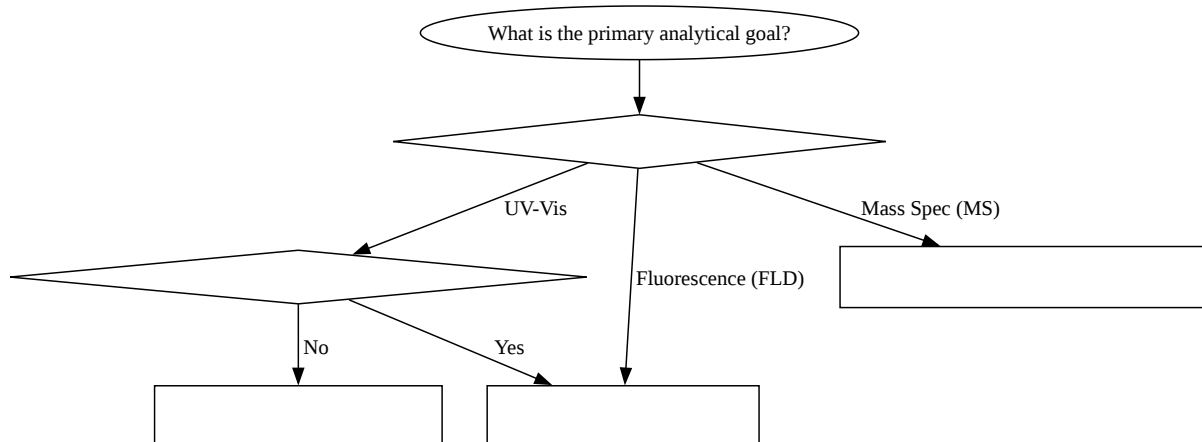 What is the primary analytical goal?
UV-Vis
Mass Spec (MS)
Fluorescence (FLD)
No
Yes